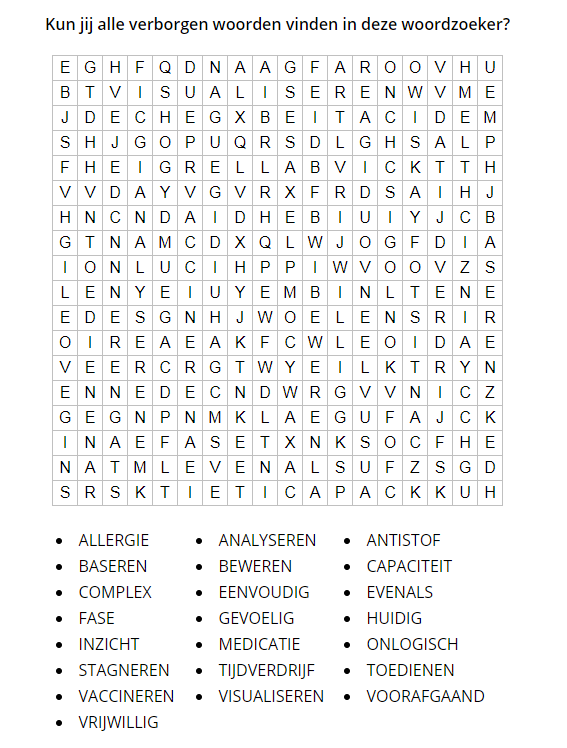 Kun jij alle verborgen woorden vinden in deze woordzoeker?
E G H F Q D N A A G F A R O O V H U
B T V I S U A L I S E R E N W V M E
J D E C H E G X B E I T A C I D E M
S H J G O P U Q R S D L G H S A L P
F H E I G R E L L A B V I C K T T H
V V D A Y V G V R X F R D S A I H J
H N C N D A I D H E B I U I Y J C B
G T N A M C D X Q L W J O G F D I A
I O N L U C I H P P I W V O O V Z S
L E N Y E I U Y E M B I N L T E N E
E D E S G N H J W O E L E N S R I R
O I R E A E A K F C W L E O I D A E
V E E R C R G T W Y E I L K T R Y N
E N N E D E C N D W R G V V N I C Z
G E G N P N M K L A E G U F A J C K
I N A E F A S E T X N K S O C F H E
N A T M L E V E N A L S U F Z S G D
S R S K T I E T I C A P A C K K U H
• ALLERGIE • ANALYSEREN • ANTISTOF
• BASEREN • BEWEREN • CAPACITEIT
• COMPLEX • EENVOUDIG • EVENALS
• FASE • GEVOELIG • HUIDIG
• INZICHT • MEDICATIE • ONLOGISCH
• STAGNEREN • TIJDVERDRIJF • TOEDIENEN
• VACCINEREN • VISUALISEREN • VOORAFGAAND
• VRIJWILLIG